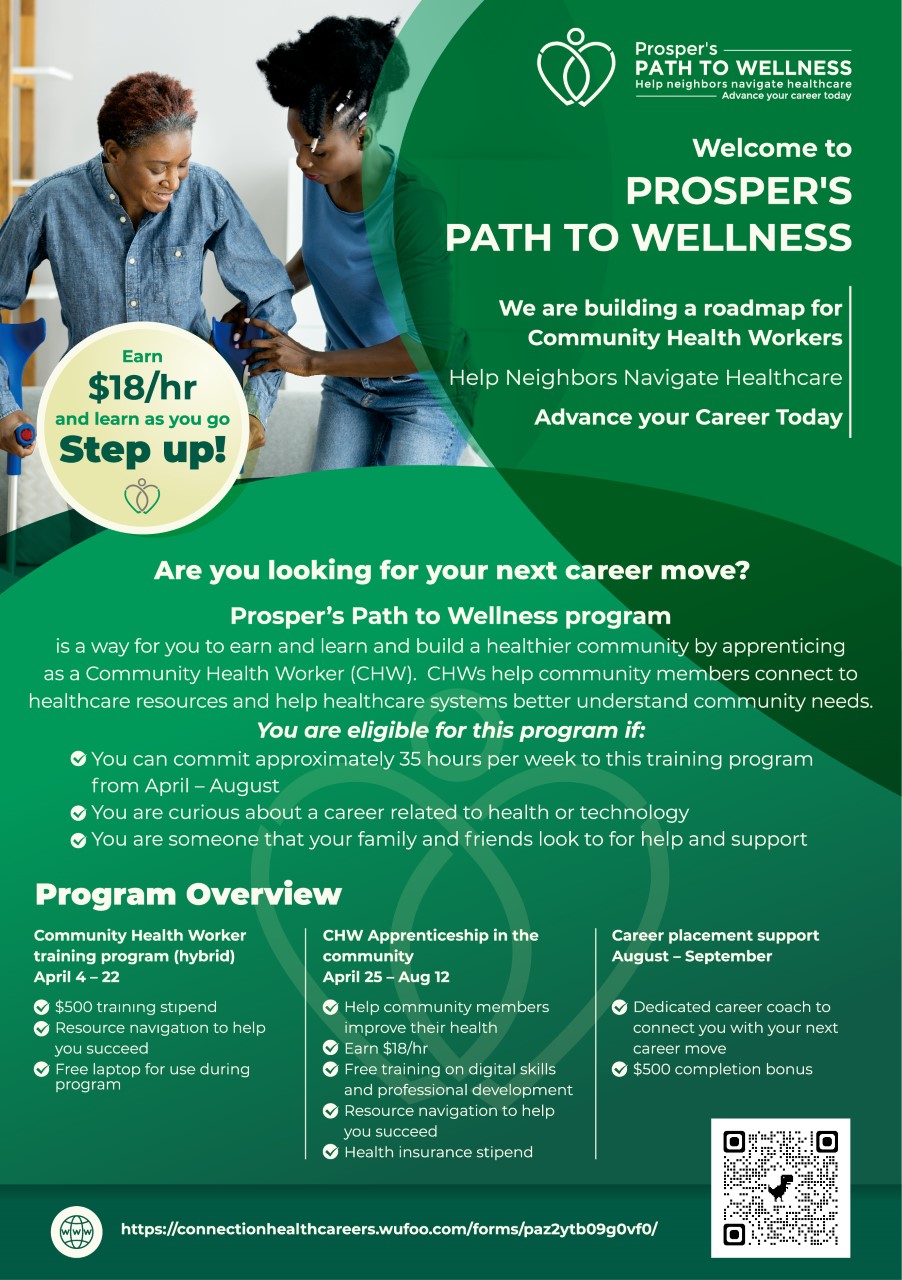 Prosper's
PATH TO WELLNESS
Help neighbors navigate healthcare
Advance your career today
Welcome to
PROSPER'S
PATH TO WELLNESS
We are building a roadmap for
Community Health Workers
Help Neighbors Navigate Healthcare
Advance your Career Today
Earn
$18/hr
and learn as you go
Step up!
Are you looking for your next career move?
Prosper’s Path to Wellness program
is a way for you to earn and learn and build a healthier community by apprenticing
as a Community Health Worker (CHW).  CHWs help community members connect to
healthcare resources and help healthcare systems better understand community needs.
You are eligible for this program if:
You can commit approximately 35 hours per week to this training program
from April – August
You are curious about a career related to health or technology
You are someone that your family and friends look to for help and support
Program Overview
Community Health Worker
training program (hybrid)
April 4 – 22
$500 training stipend
Resource navigation to help
you succeed
Free laptop for use during
program
CHW Apprenticeship in the
community
April 25 – Aug 12
Help community members
improve their health
Earn $18/hr
Free training on digital skills
and professional development
Resource navigation to help
you succeed
Health insurance stipend
Career placement support
August – September
Dedicated career coach to
connect you with your next
career move
$500 completion bonus
WWW
https://connectionhealthcareers.wufoo.com/forms/paz2ytb09g0vf0/